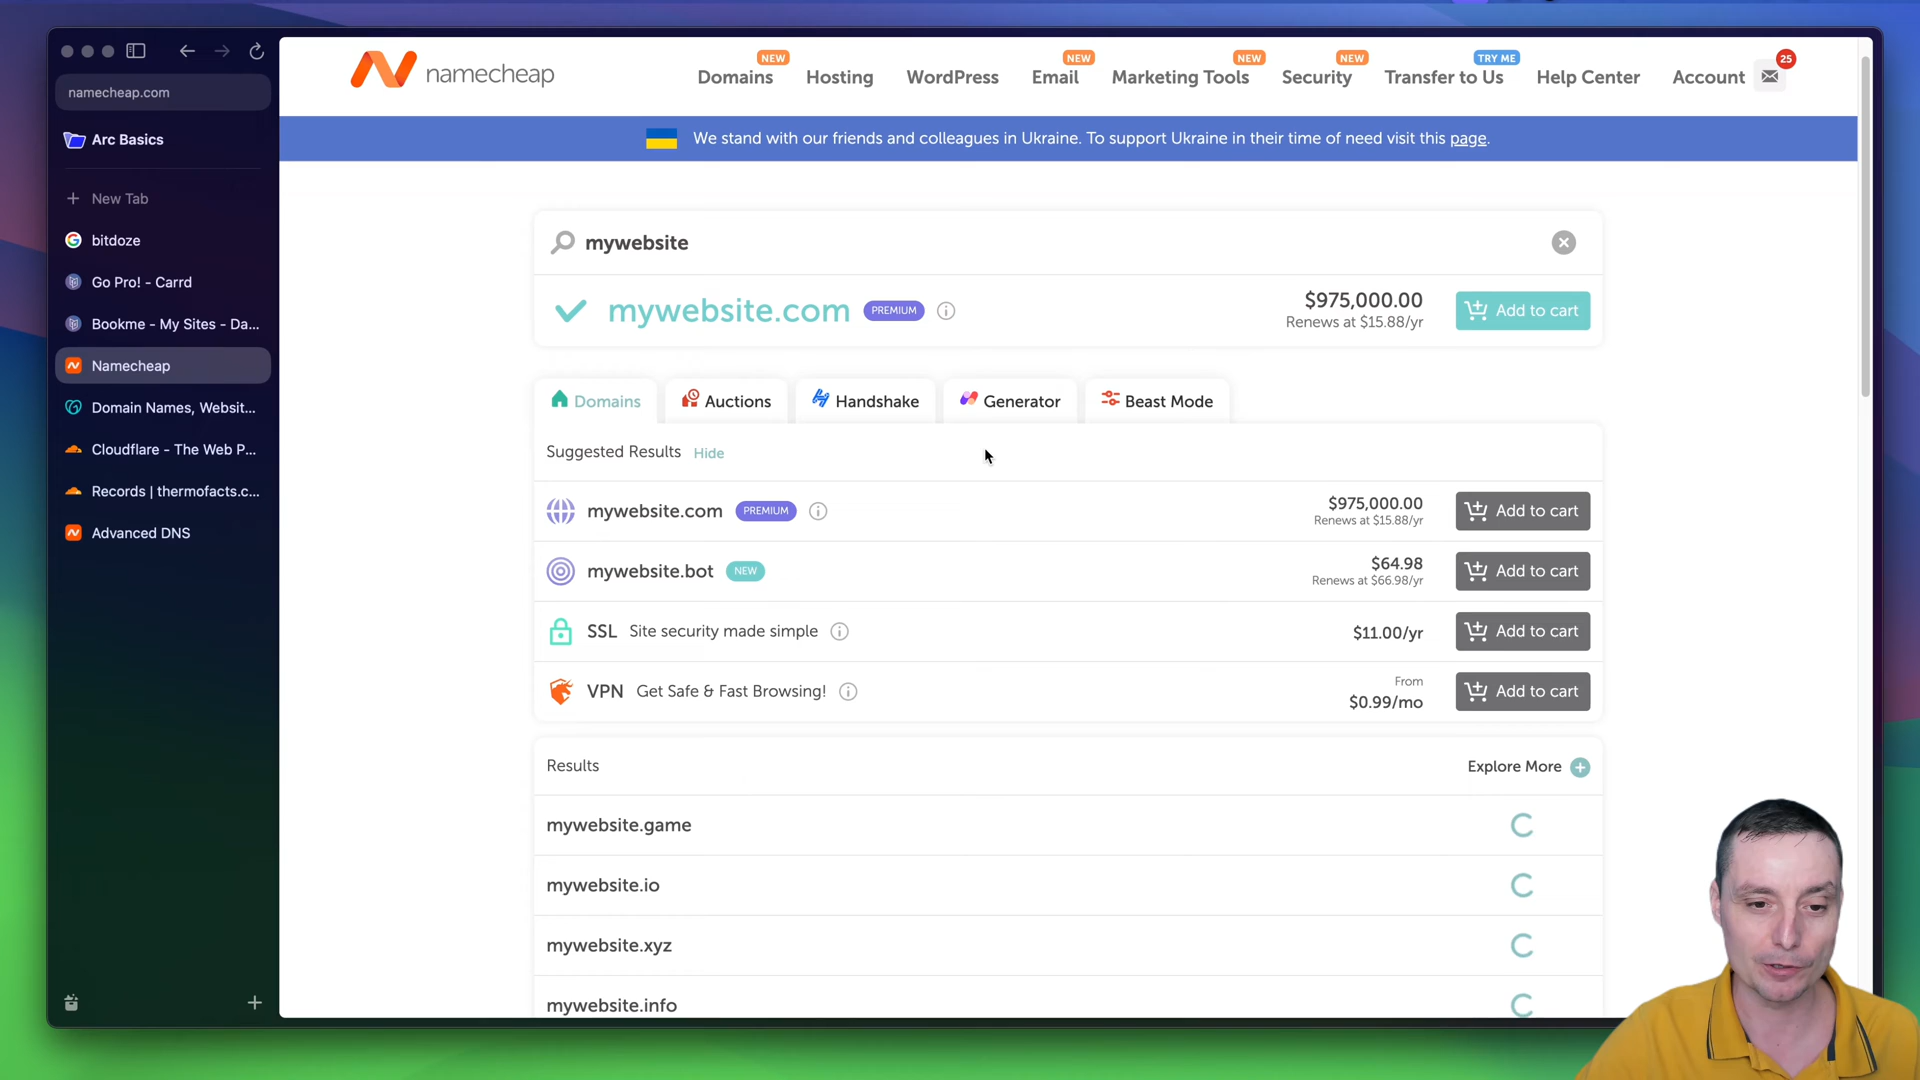 namecheap.com
Arc Basics
New Tab
bitdoze
Go Pro! - Carrd
Bookme - My Sites - Da...
Namecheap
Domain Names, Websit...
Cloudflare - The Web P...
Records | thermofacts.c...
Advanced DNS
namecheap
NEW
Domains
Hosting
WordPress
NEW
Email
NEW
Marketing Tools
NEW
Security
TRY ME
Transfer to Us
Help Center
Account
25
We stand with our friends and colleagues in Ukraine. To support Ukraine in their time of need visit this page.
mywebsite
mywebsite.com PREMIUM
$975,000.00
Renews at $15.88/yr
Add to cart
Domains
Auctions
Handshake
Generator
Beast Mode
Suggested Results Hide
mywebsite.com PREMIUM
$975,000.00
Renews at $15.88/yr
Add to cart
mywebsite.bot NEW
$64.98
Renews at $66.98/yr
Add to cart
SSL Site security made simple
$11.00/yr
Add to cart
VPN Get Safe & Fast Browsing!
From
$0.99/mo
Add to cart
Results
Explore More
mywebsite.game
mywebsite.io
mywebsite.xyz
mywebsite.info